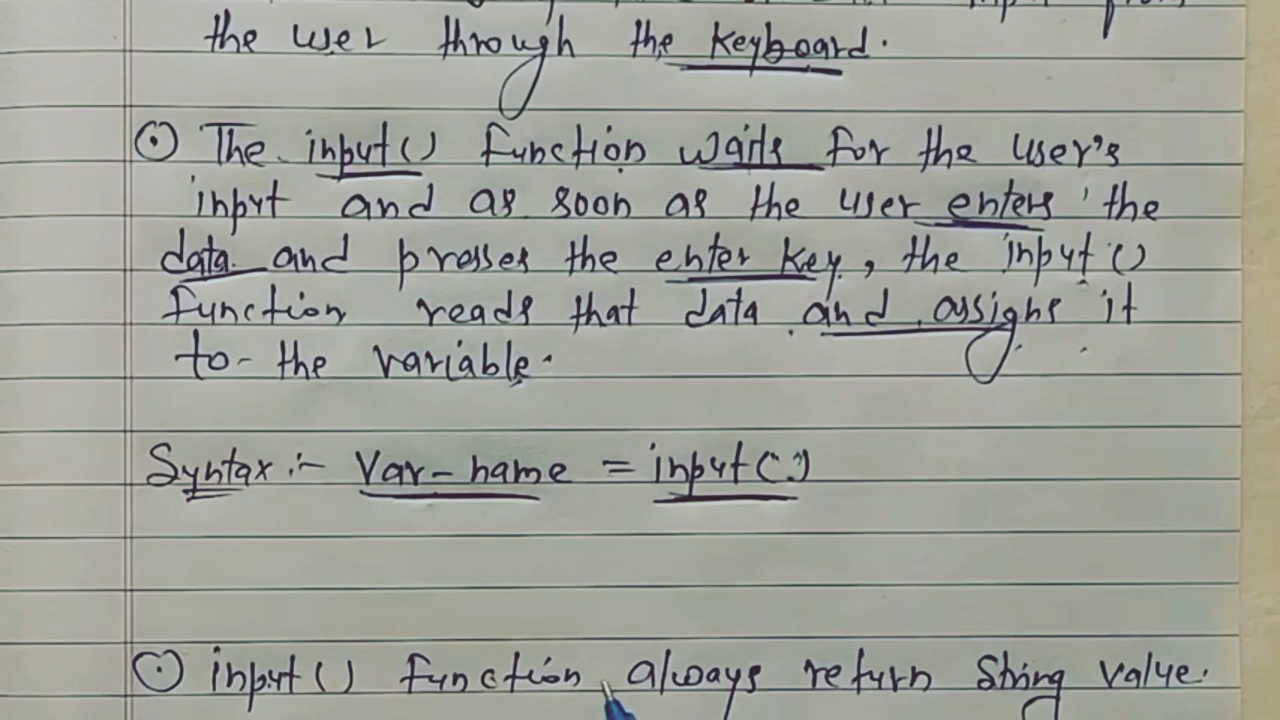 the user through the keyboard.
⊙ The input() function waits for the user's
input and as soon as the user enters the
data and presses the enter key, the input()
function reads that data and assigns it
to the variable.
Syntax :- Var-name = input()
⊙ input() function always return String value.